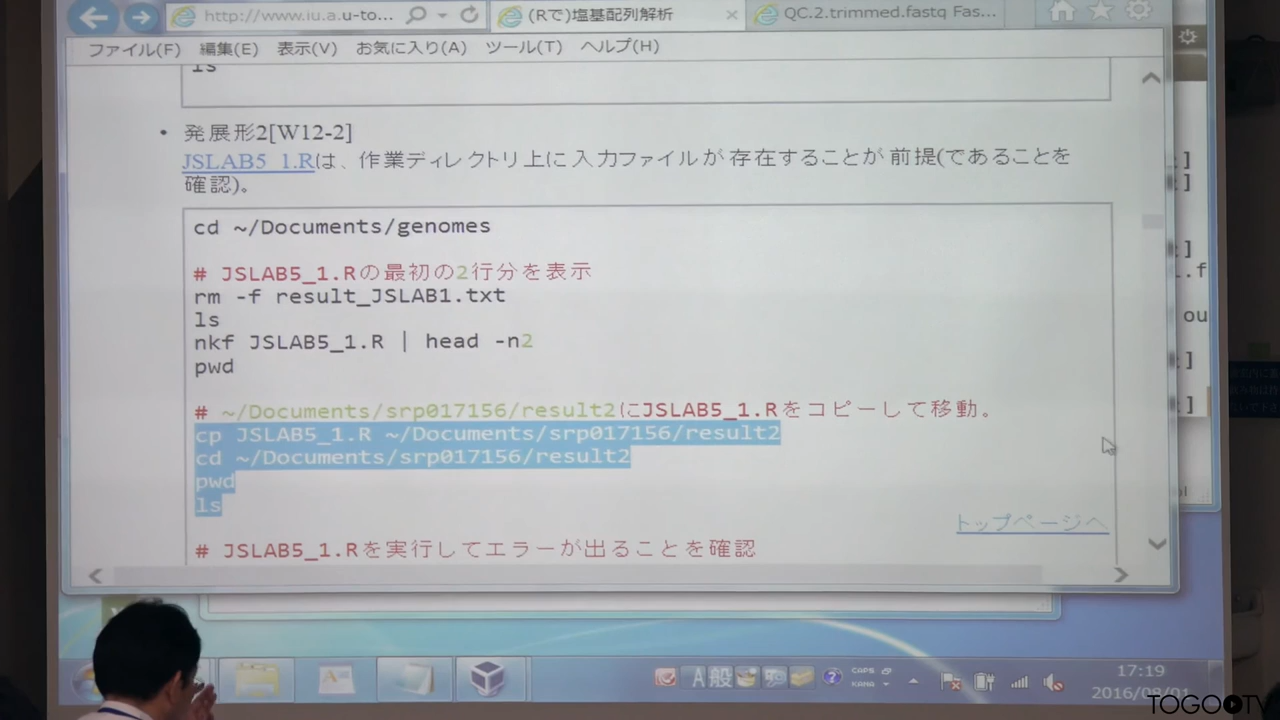 http://www.iu.a.u-to...
(Rで)塩基配列解析
QC.2.trimmed.fastq Fas...
ファイル(F) 編集(E) 表示(V) お気に入り(A) ツール(T) ヘルプ(H)
ls
• 発展形2[W12-2]
JSLAB5_1.Rは、作業ディレクトリ上に入力ファイルが存在することが前提(であることを
確認)。
cd ~/Documents/genomes
# JSLAB5_1.Rの最初の2行分を表示
rm -f result_JSLAB1.txt
ls
nkf JSLAB5_1.R | head -n2
pwd
# ~/Documents/srp017156/result2にJSLAB5_1.Rをコピーして移動。
cp JSLAB5_1.R ~/Documents/srp017156/result2
cd ~/Documents/srp017156/result2
pwd
ls
トップページへ
# JSLAB5_1.Rを実行してエラーが出ることを確認
ou
A般
CAPS
KANA
17:19
2016/08/01
TOGOTV